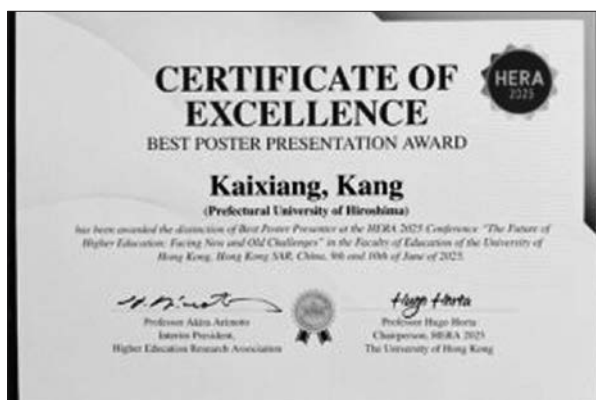 CERTIFICATE OF
EXCELLENCE
HERA
2025
BEST POSTER PRESENTATION AWARD
Kaixiang, Kang
(Prefectural University of Hiroshima)
has been awarded the distinction of Best Poster Presenter at the HERA 2025 Conference "The Future of
Higher Education: Facing New and Old Challenges" in the Faculty of Education of the University of
Hong Kong, Hong Kong SAR, China, 9th and 10th of June of 2025.
Hugo Horta
Professor Akira Arimoto
Interim President,
Higher Education Research Association
Professor Hugo Horta
Chairperson, HERA 2025
The University of Hong Kong